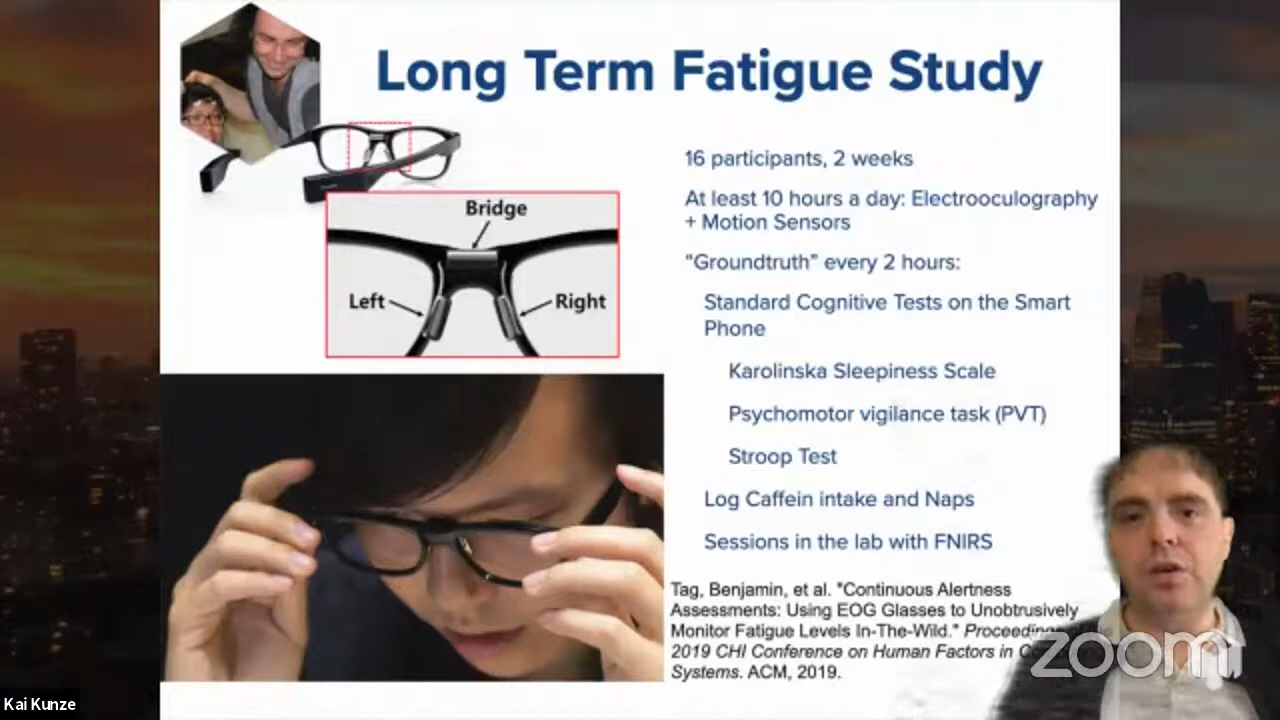 Long Term Fatigue Study
Bridge
Left
Right
16 participants, 2 weeks
At least 10 hours a day: Electrooculography
+ Motion Sensors
"Groundtruth" every 2 hours:
Standard Cognitive Tests on the Smart
Phone
Karolinska Sleepiness Scale
Psychomotor vigilance task (PVT)
Stroop Test
Log Caffein intake and Naps
Sessions in the lab with FNIRS
Tag, Benjamin, et al. "Continuous Alertness
Assessments: Using EOG Glasses to Unobtrusively
Monitor Fatigue Levels In-The-Wild."
2019 CHI Conference on Human Factors in
Systems. ACM, 2019.
zoom
Kai Kunze